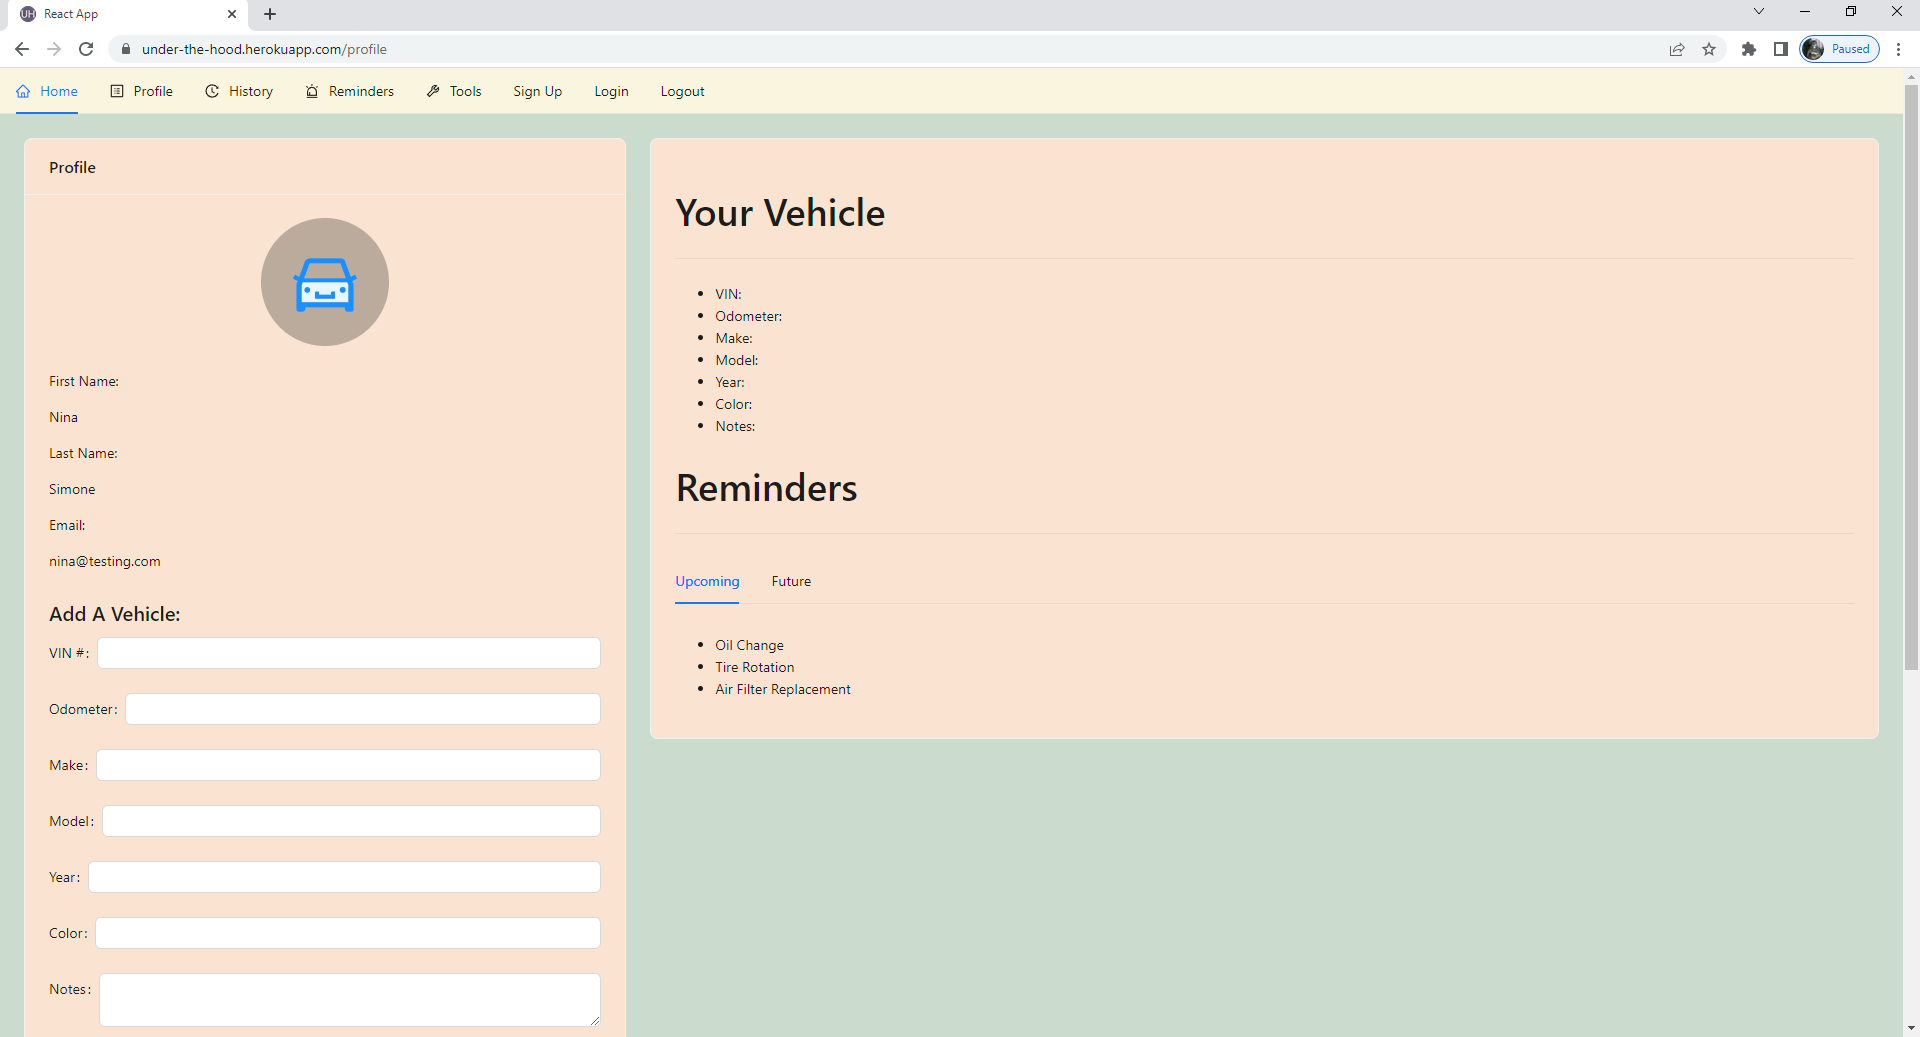 UH React App
under-the-hood.herokuapp.com/profile
Paused
Home Profile History Reminders Tools Sign Up Login Logout
Profile
First Name:
Nina
Last Name:
Simone
Email:
nina@testing.com
Add A Vehicle:
VIN # :
Odometer :
Make :
Model :
Year :
Color :
Notes :
Your Vehicle
VIN:
Odometer:
Make:
Model:
Year:
Color:
Notes:
Reminders
Upcoming Future
Oil Change
Tire Rotation
Air Filter Replacement